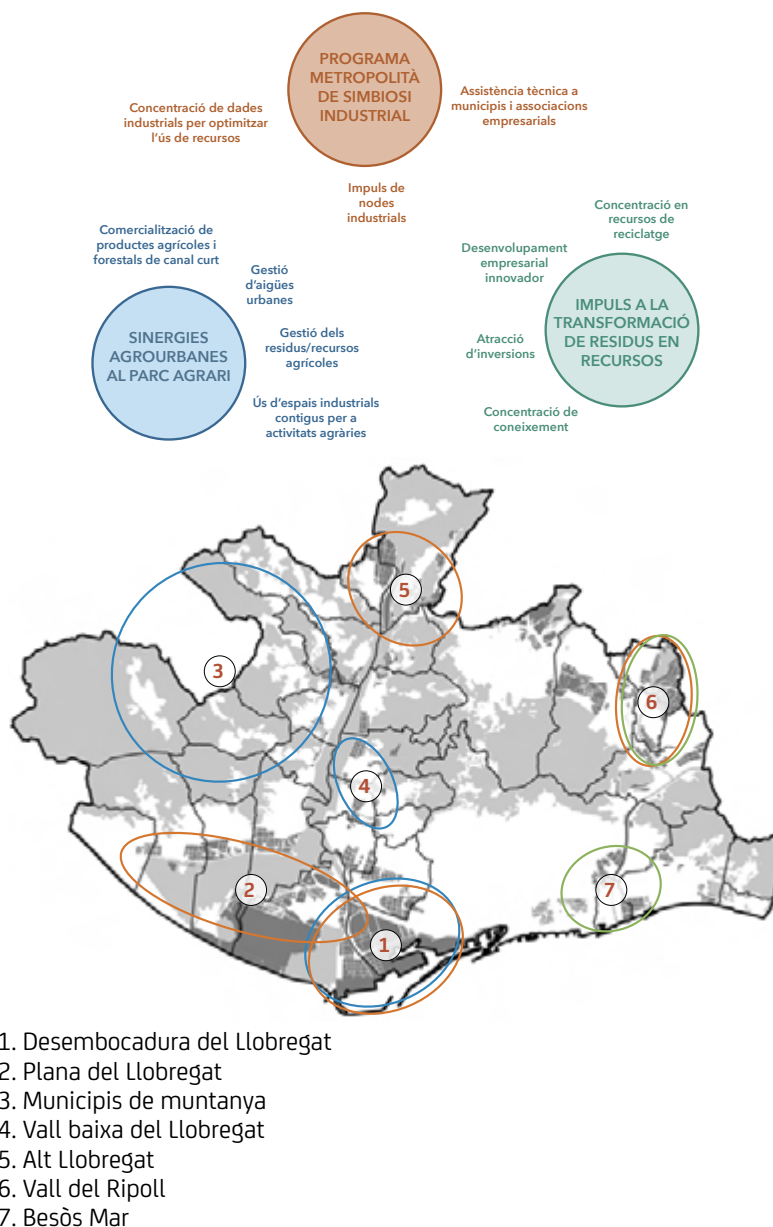 PROGRAMA
METROPOLITÀ
DE SIMBIOSI
INDUSTRIAL
Concentració de dades
industrials per optimitzar
l'ús de recursos
Assistència tècnica a
municipis i associacions
empresarials
Impuls de
nodes
industrials
Comercialització de
productes agrícoles i
forestals de canal curt
Gestió
d'aigües
urbanes
SINERGIES
AGROURBANES
AL PARC AGRARI
Gestió dels
residus/recursos
agrícoles
Ús d'espais industrials
contigus per a
activitats agràries
Concentració en
recursos de
reciclatge
Desenvolupament
empresarial
innovador
IMPULS A LA
TRANSFORMACIÓ
DE RESIDUS EN
RECURSOS
Atracció
d'inversions
Concentració de
coneixement
5
3
6
4
2
7
1
1. Desembocadura del Llobregat
2. Plana del Llobregat
3. Municipis de muntanya
4. Vall baixa del Llobregat
5. Alt Llobregat
6. Vall del Ripoll
7. Besòs Mar